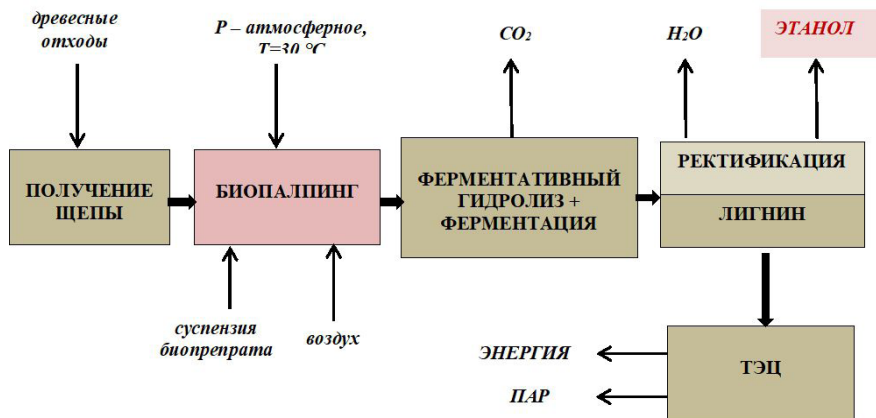 древесные
отходы
Р – атмосферное,
Т=30 °С
CO₂
H₂O
ЭТАНОЛ
ПОЛУЧЕНИЕ
ЩЕПЫ
БИОПАЛПИНГ
ФЕРМЕНТАТИВНЫЙ
ГИДРОЛИЗ +
ФЕРМЕНТАЦИЯ
РЕКТИФИКАЦИЯ
ЛИГНИН
суспензия
биопрепрата
воздух
ЭНЕРГИЯ
ПАР
ТЭЦ